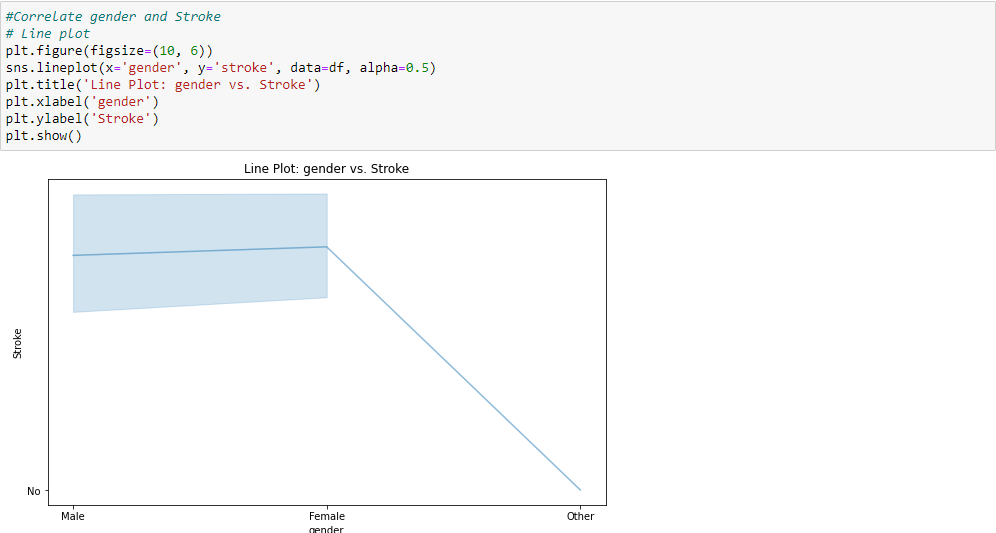 #Correlate gender and Stroke
# Line plot
plt.figure(figsize=(10, 6))
sns.lineplot(x='gender', y='stroke', data=df, alpha=0.5)
plt.title('Line Plot: gender vs. Stroke')
plt.xlabel('gender')
plt.ylabel('Stroke')
plt.show()
Line Plot: gender vs. Stroke
Stroke
No
Male Female Other
gender